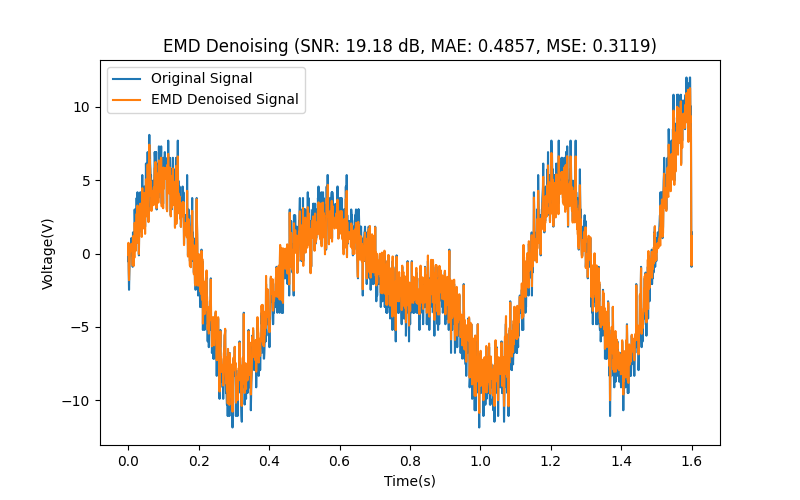 EMD Denoising (SNR: 19.18 dB, MAE: 0.4857, MSE: 0.3119)
Original Signal
EMD Denoised Signal
10
5
0
−5
−10
Voltage(V)
0.0 0.2 0.4 0.6 0.8 1.0 1.2 1.4 1.6
Time(s)